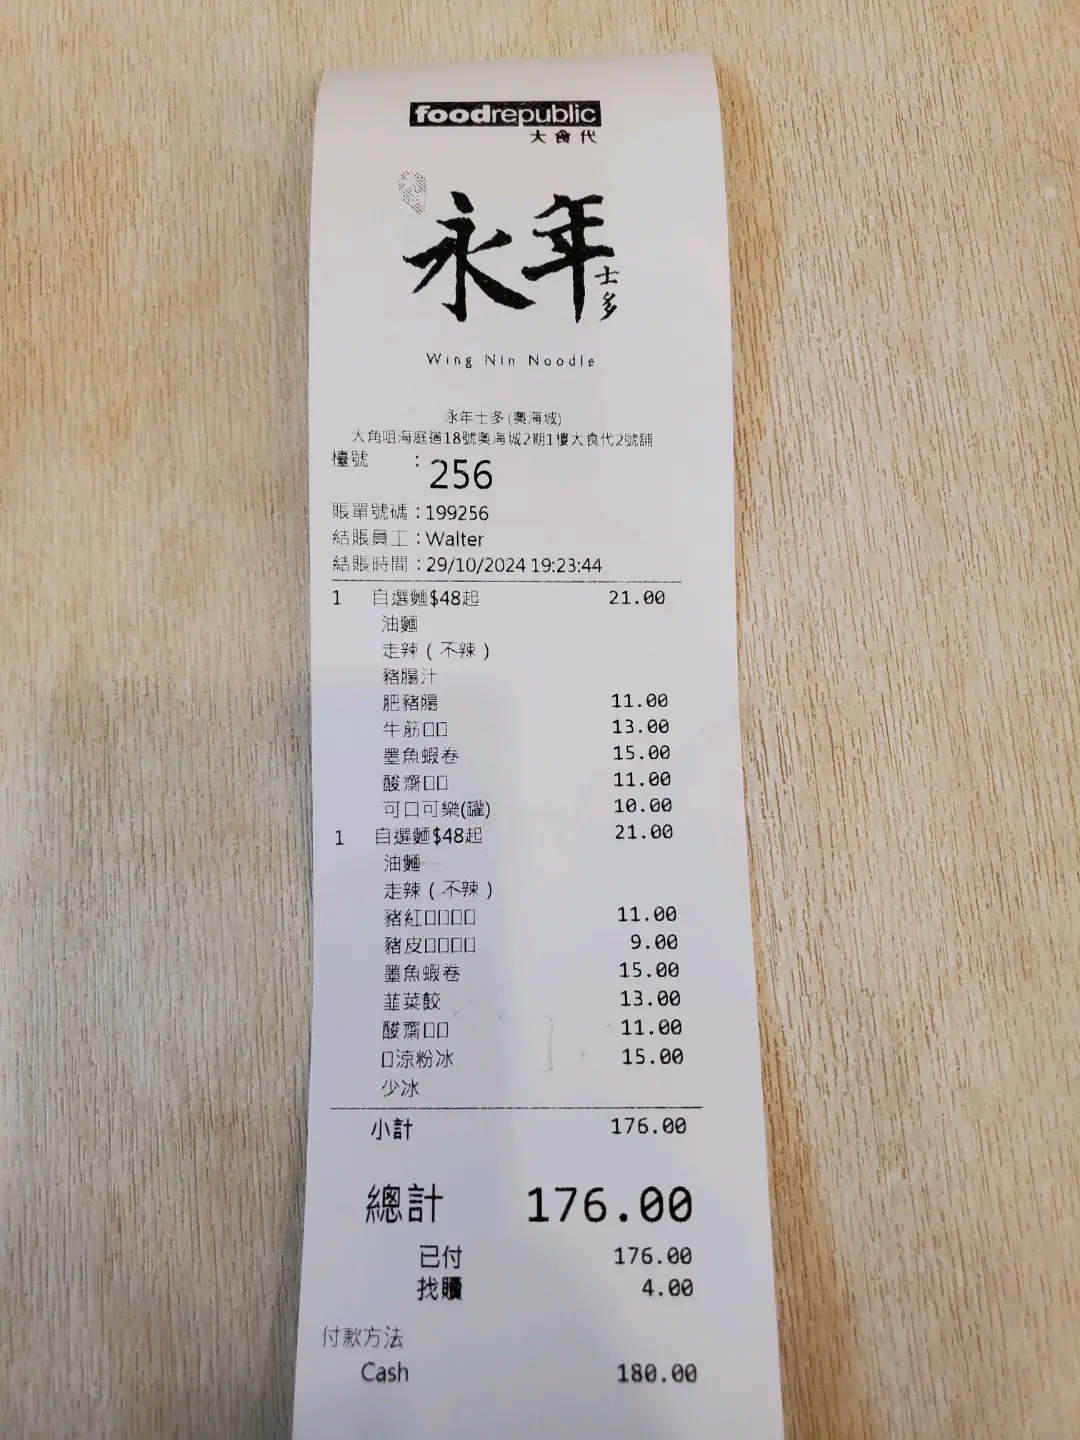 foodrepublic
大食代
永年
士多
Wing Nin Noodle
永年士多(奧海城)
大角咀海庭道18號奧海城2期1樓大食代2號舖
檯號 : 256
賬單號碼：199256
結賬員工：Walter
結賬時間：29/10/2024 19:23:44
1 自選麵$48起 21.00
油麵
走辣（不辣）
豬腸汁
肥豬腸 11.00
牛筋□□ 13.00
墨魚蝦卷 15.00
酸齋□□ 11.00
可口可樂(罐) 10.00
1 自選麵$48起 21.00
油麵
走辣（不辣）
豬紅□□□□ 11.00
豬皮□□□□ 9.00
墨魚蝦卷 15.00
韮菜餃 13.00
酸齋□□ 11.00
□涼粉冰 15.00
少冰
小計 176.00
總計 176.00
已付 176.00
找贖 4.00
付款方法
Cash 180.00